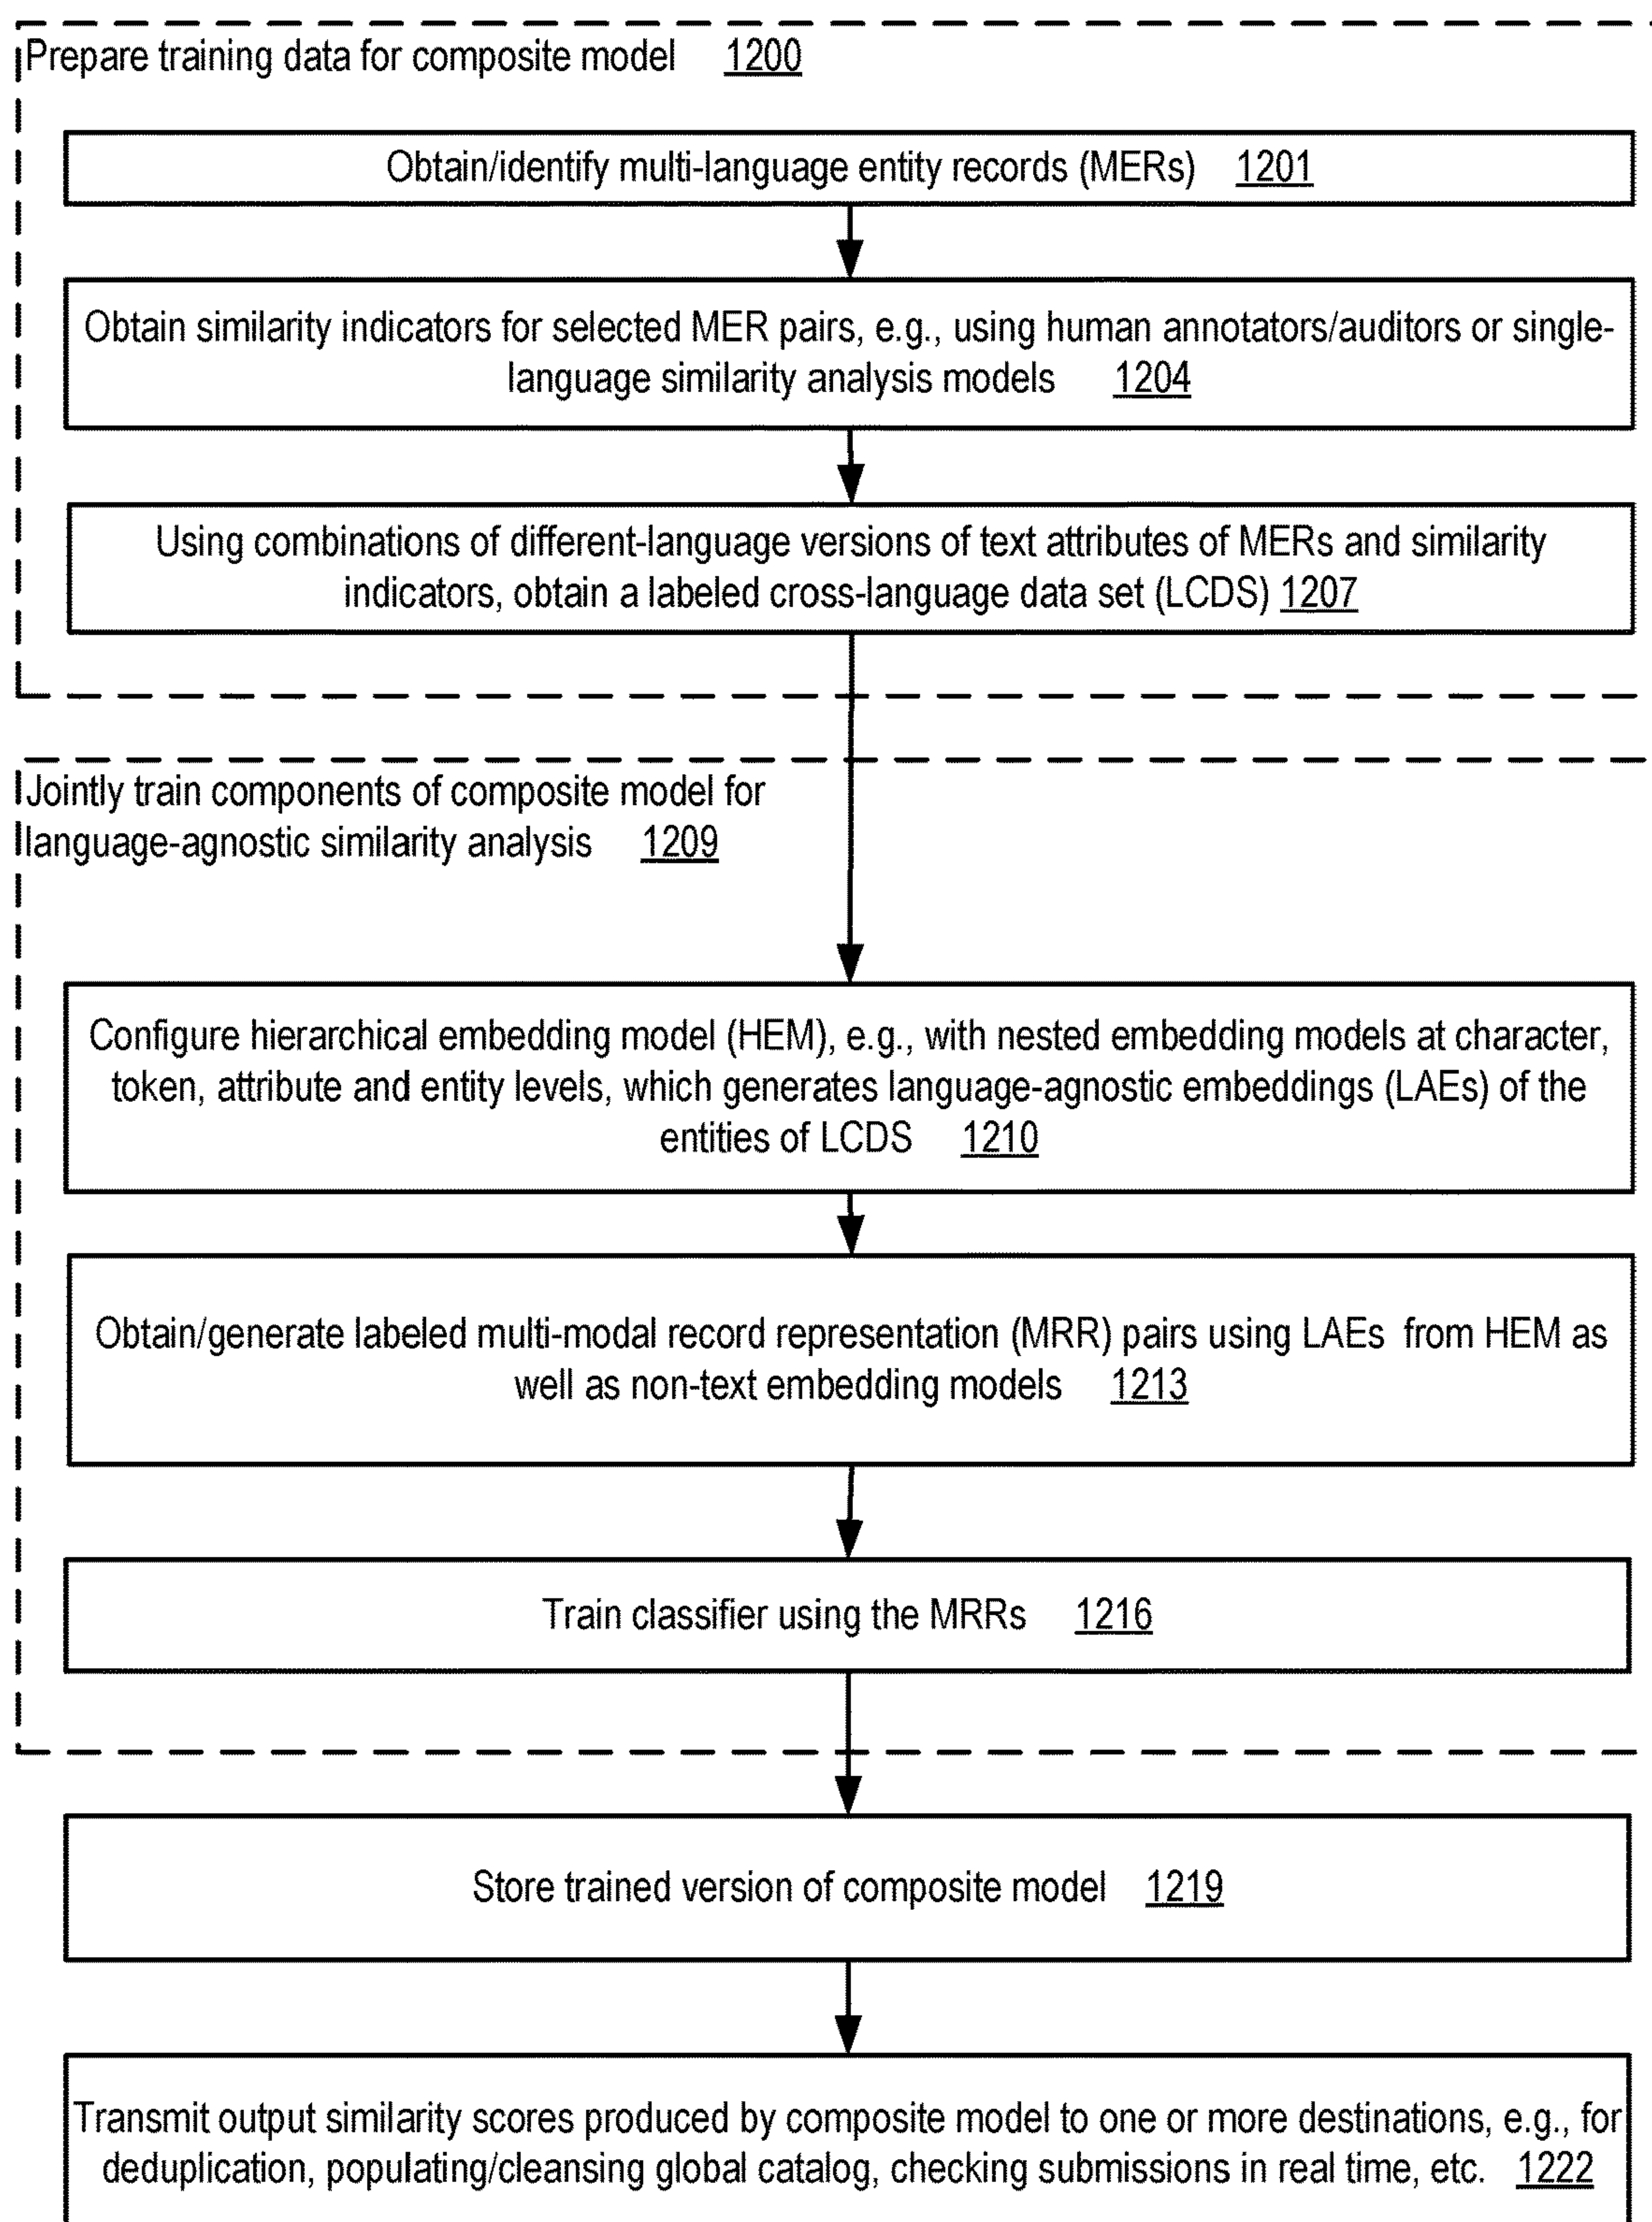 Prepare training data for composite model 1200
Obtain/identify multi-language entity records (MERs) 1201
Obtain similarity indicators for selected MER pairs, e.g., using human annotators/auditors or single-
language similarity analysis models 1204
Using combinations of different-language versions of text attributes of MERs and similarity
indicators, obtain a labeled cross-language data set (LCDS) 1207
Jointly train components of composite model for
language-agnostic similarity analysis 1209
Configure hierarchical embedding model (HEM), e.g., with nested embedding models at character,
token, attribute and entity levels, which generates language-agnostic embeddings (LAEs) of the
entities of LCDS 1210
Obtain/generate labeled multi-modal record representation (MRR) pairs using LAEs from HEM as
well as non-text embedding models 1213
Train classifier using the MRRs 1216
Store trained version of composite model 1219
Transmit output similarity scores produced by composite model to one or more destinations, e.g., for
deduplication, populating/cleansing global catalog, checking submissions in real time, etc. 1222